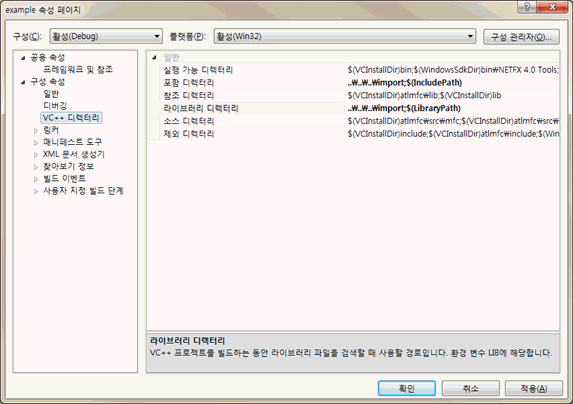 example 속성 페이지
구성(C): 활성(Debug) 플랫폼(P): 활성(Win32) 구성 관리자(O)...
공용 속성
프레임워크 및 참조
구성 속성
일반
디버깅
VC++ 디렉터리
링커
매니페스트 도구
XML 문서 생성기
찾아보기 정보
빌드 이벤트
사용자 지정 빌드 단계
일반
실행 가능 디렉터리 $(VCInstallDir)bin;$(WindowsSdkDir)bin\NETFX 4.0 Tools;
포함 디렉터리 ..\..\..\import;$(IncludePath)
참조 디렉터리 $(VCInstallDir)atlmfc\lib;$(VCInstallDir)lib
라이브러리 디렉터리 ..\..\..\import;$(LibraryPath)
소스 디렉터리 $(VCInstallDir)atlmfc\src\mfc;$(VCInstallDir)atlmfc\src\
제외 디렉터리 $(VCInstallDir)include;$(VCInstallDir)atlmfc\include;$(Win
라이브러리 디렉터리
VC++ 프로젝트를 빌드하는 동안 라이브러리 파일을 검색할 때 사용할 경로입니다. 환경 변수 LIB에 해당합니다.
확인 취소 적용(A)